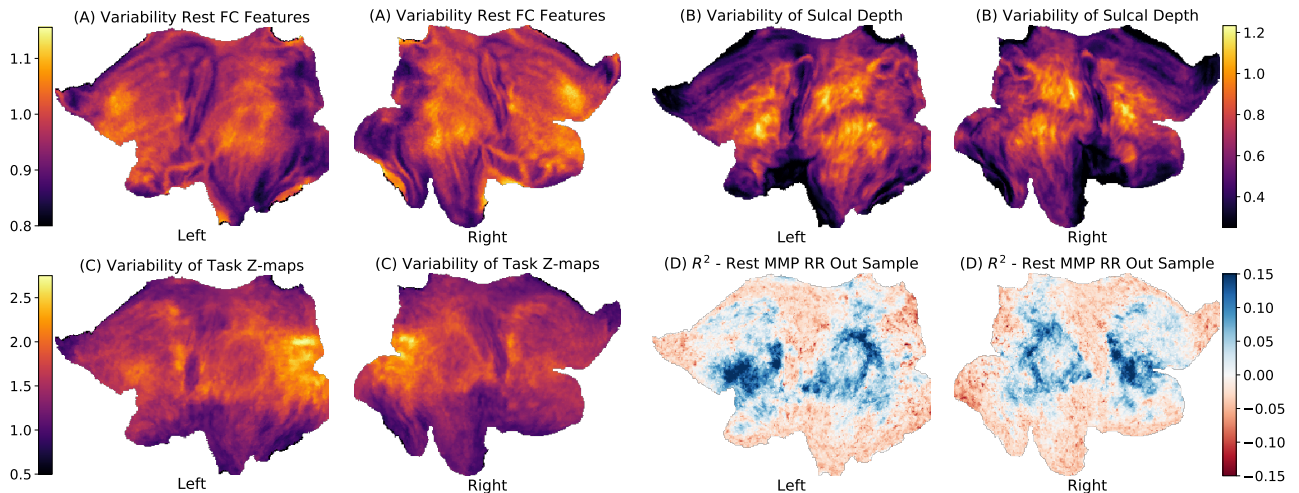 (A) Variability Rest FC Features
(A) Variability Rest FC Features
(B) Variability of Sulcal Depth
(B) Variability of Sulcal Depth
1.1
1.0
0.9
0.8
1.2
1.0
0.8
0.6
0.4
Left
Right
Left
Right
(C) Variability of Task Z-maps
(C) Variability of Task Z-maps
(D) R² - Rest MMP RR Out Sample
(D) R² - Rest MMP RR Out Sample
2.5
2.0
1.5
1.0
0.5
0.15
0.10
0.05
0.00
−0.05
−0.10
−0.15
Left
Right
Left
Right